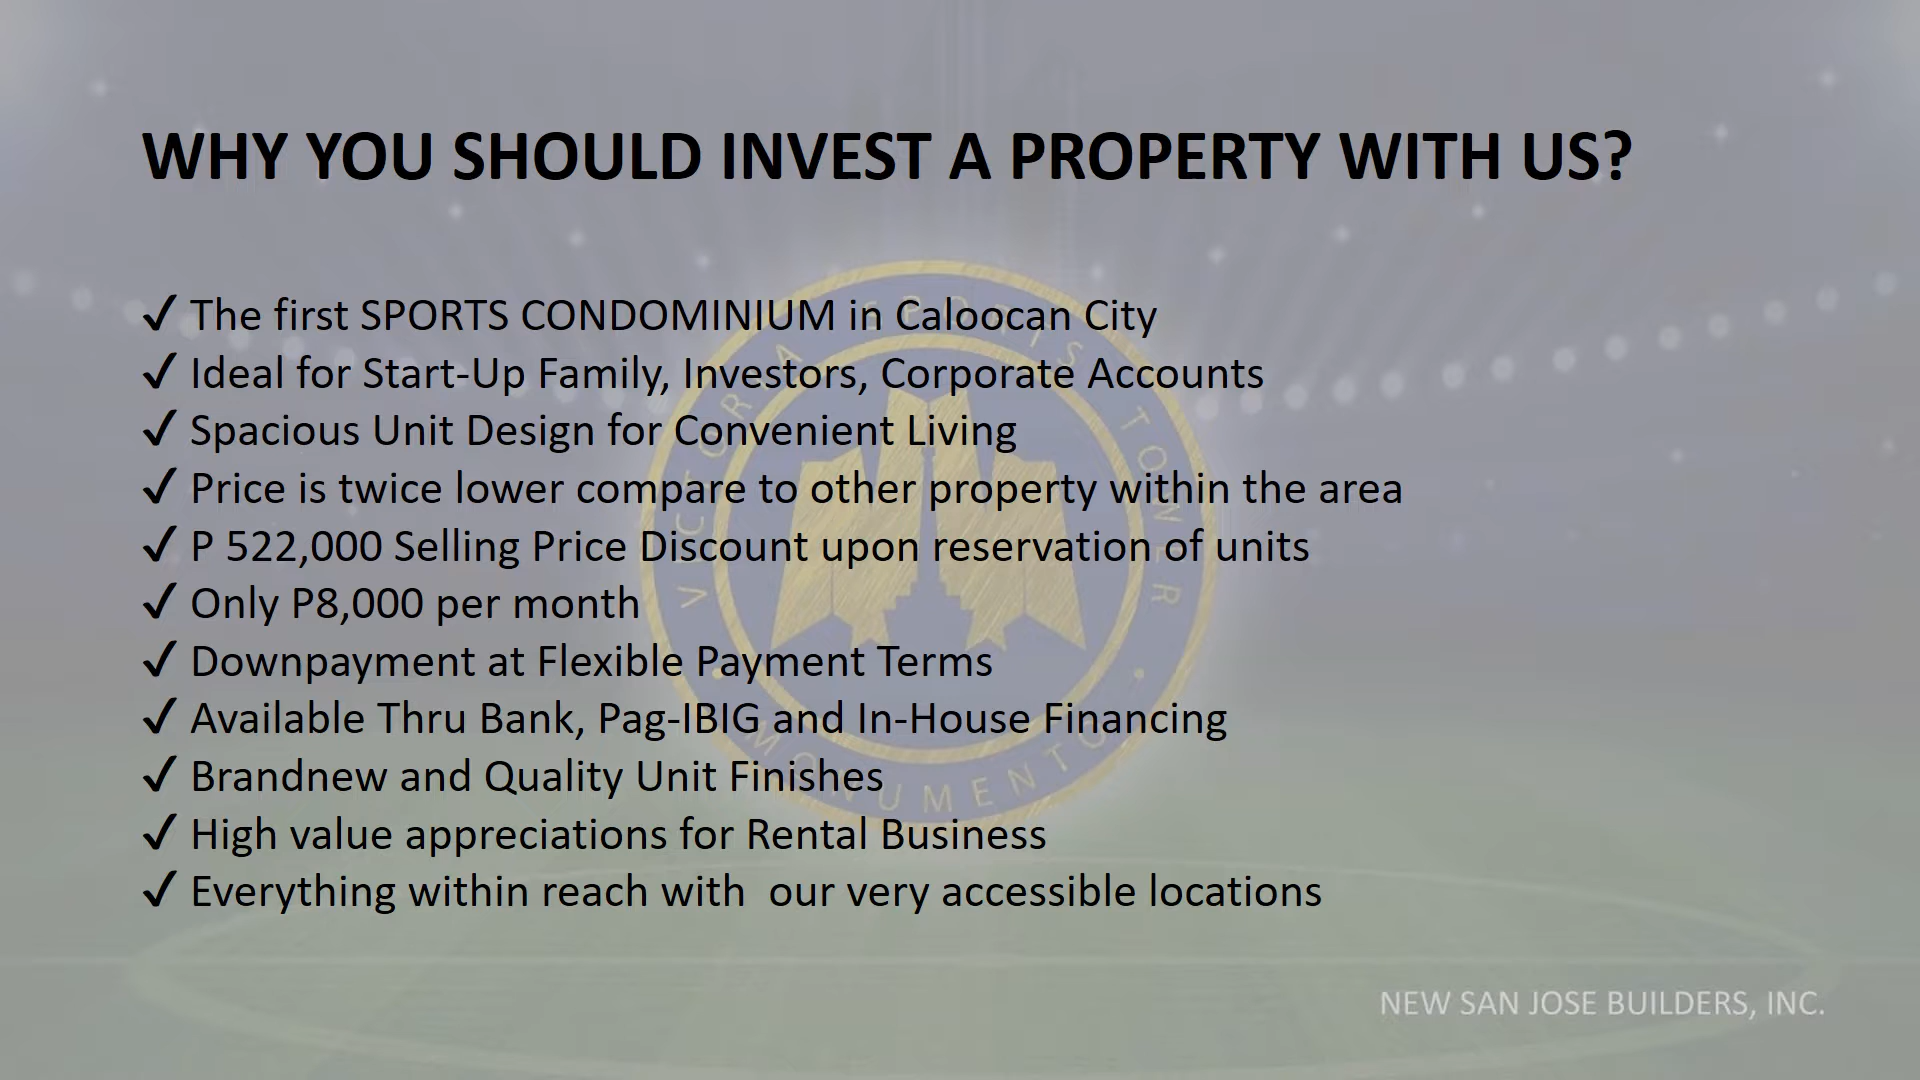 WHY YOU SHOULD INVEST A PROPERTY WITH US?
✓ The first SPORTS CONDOMINIUM in Caloocan City
✓ Ideal for Start-Up Family, Investors, Corporate Accounts
✓ Spacious Unit Design for Convenient Living
✓ Price is twice lower compare to other property within the area
✓ P 522,000 Selling Price Discount upon reservation of units
✓ Only P8,000 per month
✓ Downpayment at Flexible Payment Terms
✓ Available Thru Bank, Pag-IBIG and In-House Financing
✓ Brandnew and Quality Unit Finishes
✓ High value appreciations for Rental Business
✓ Everything within reach with  our very accessible locations
VICTORIA SPORTS TOWER
MONUMENTO
NEW SAN JOSE BUILDERS, INC.